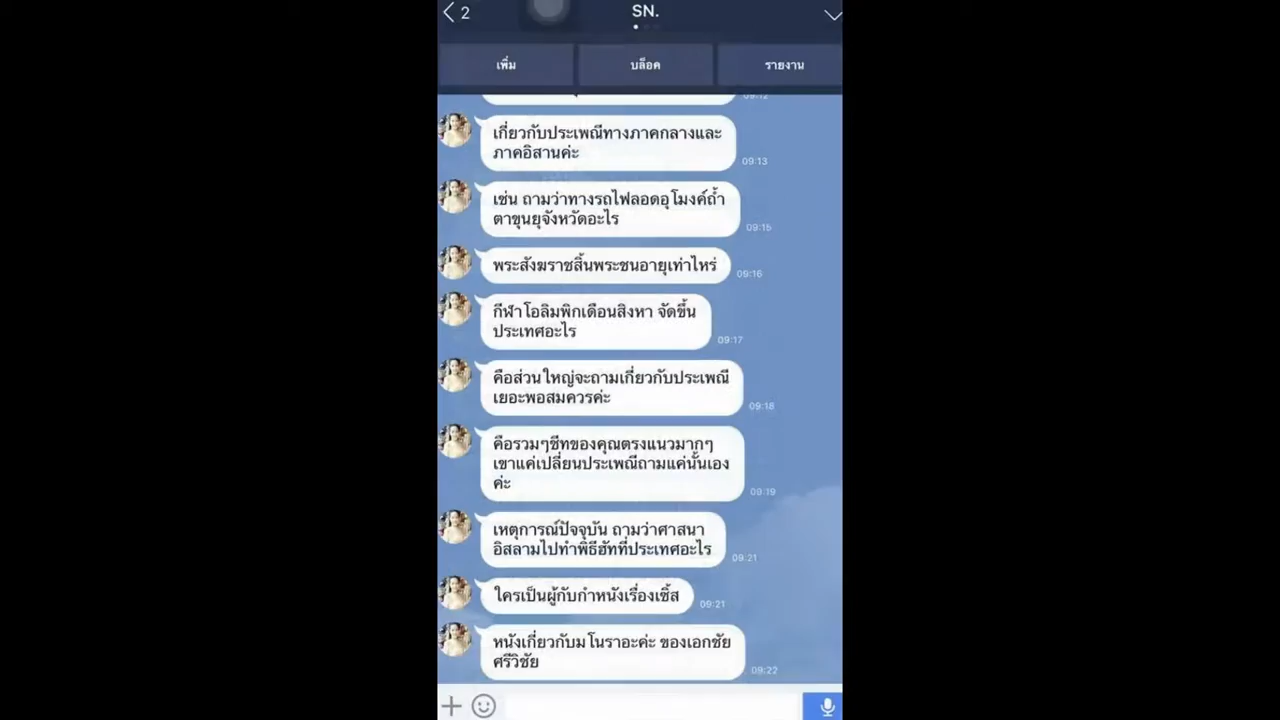 2
SN.
เพิ่ม
บล็อค
รายงาน
09:12
เกี่ยวกับประเพณีทางภาคกลางและ
ภาคอิสานค่ะ
09:13
เช่น ถามว่าทางรถไฟลอดอุโมงค์ถ้ำ
ตาขุนยุจังหวัดอะไร
09:15
พระสังฆราชสิ้นพระชนอายุเท่าไหร่
09:16
กีฬาโอลิมพิกเดือนสิงหา จัดขึ้น
ประเทศอะไร
09:17
คือส่วนใหญ่จะถามเกี่ยวกับประเพณี
เยอะพอสมควรค่ะ
09:18
คือรวมๆชีทของคุณตรงแนวมากๆ
เขาแค่เปลี่ยนประเพณีถามแค่นั้นเอง
ค่ะ
09:19
เหตุการณ์ปัจจุบัน ถามว่าศาสนา
อิสลามไปทำพิธีฮัทที่ประเทศอะไร
09:21
ใครเป็นผู้กับกำหนังเรื่องเซิ้ส
09:21
หนังเกี่ยวกับมโนราอะค่ะ ของเอกชัย
ศรีวิชัย
09:22